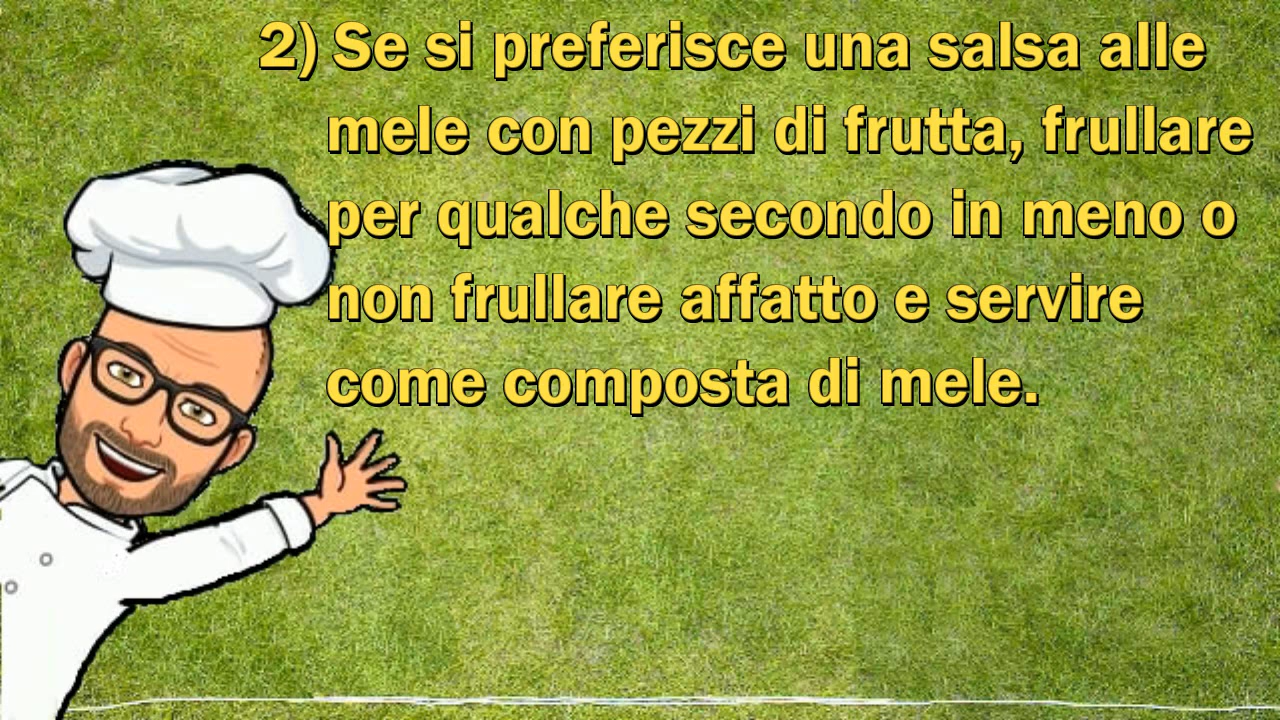 2) Se si preferisce una salsa alle
mele con pezzi di frutta, frullare
per qualche secondo in meno o
non frullare affatto e servire
come composta di mele.